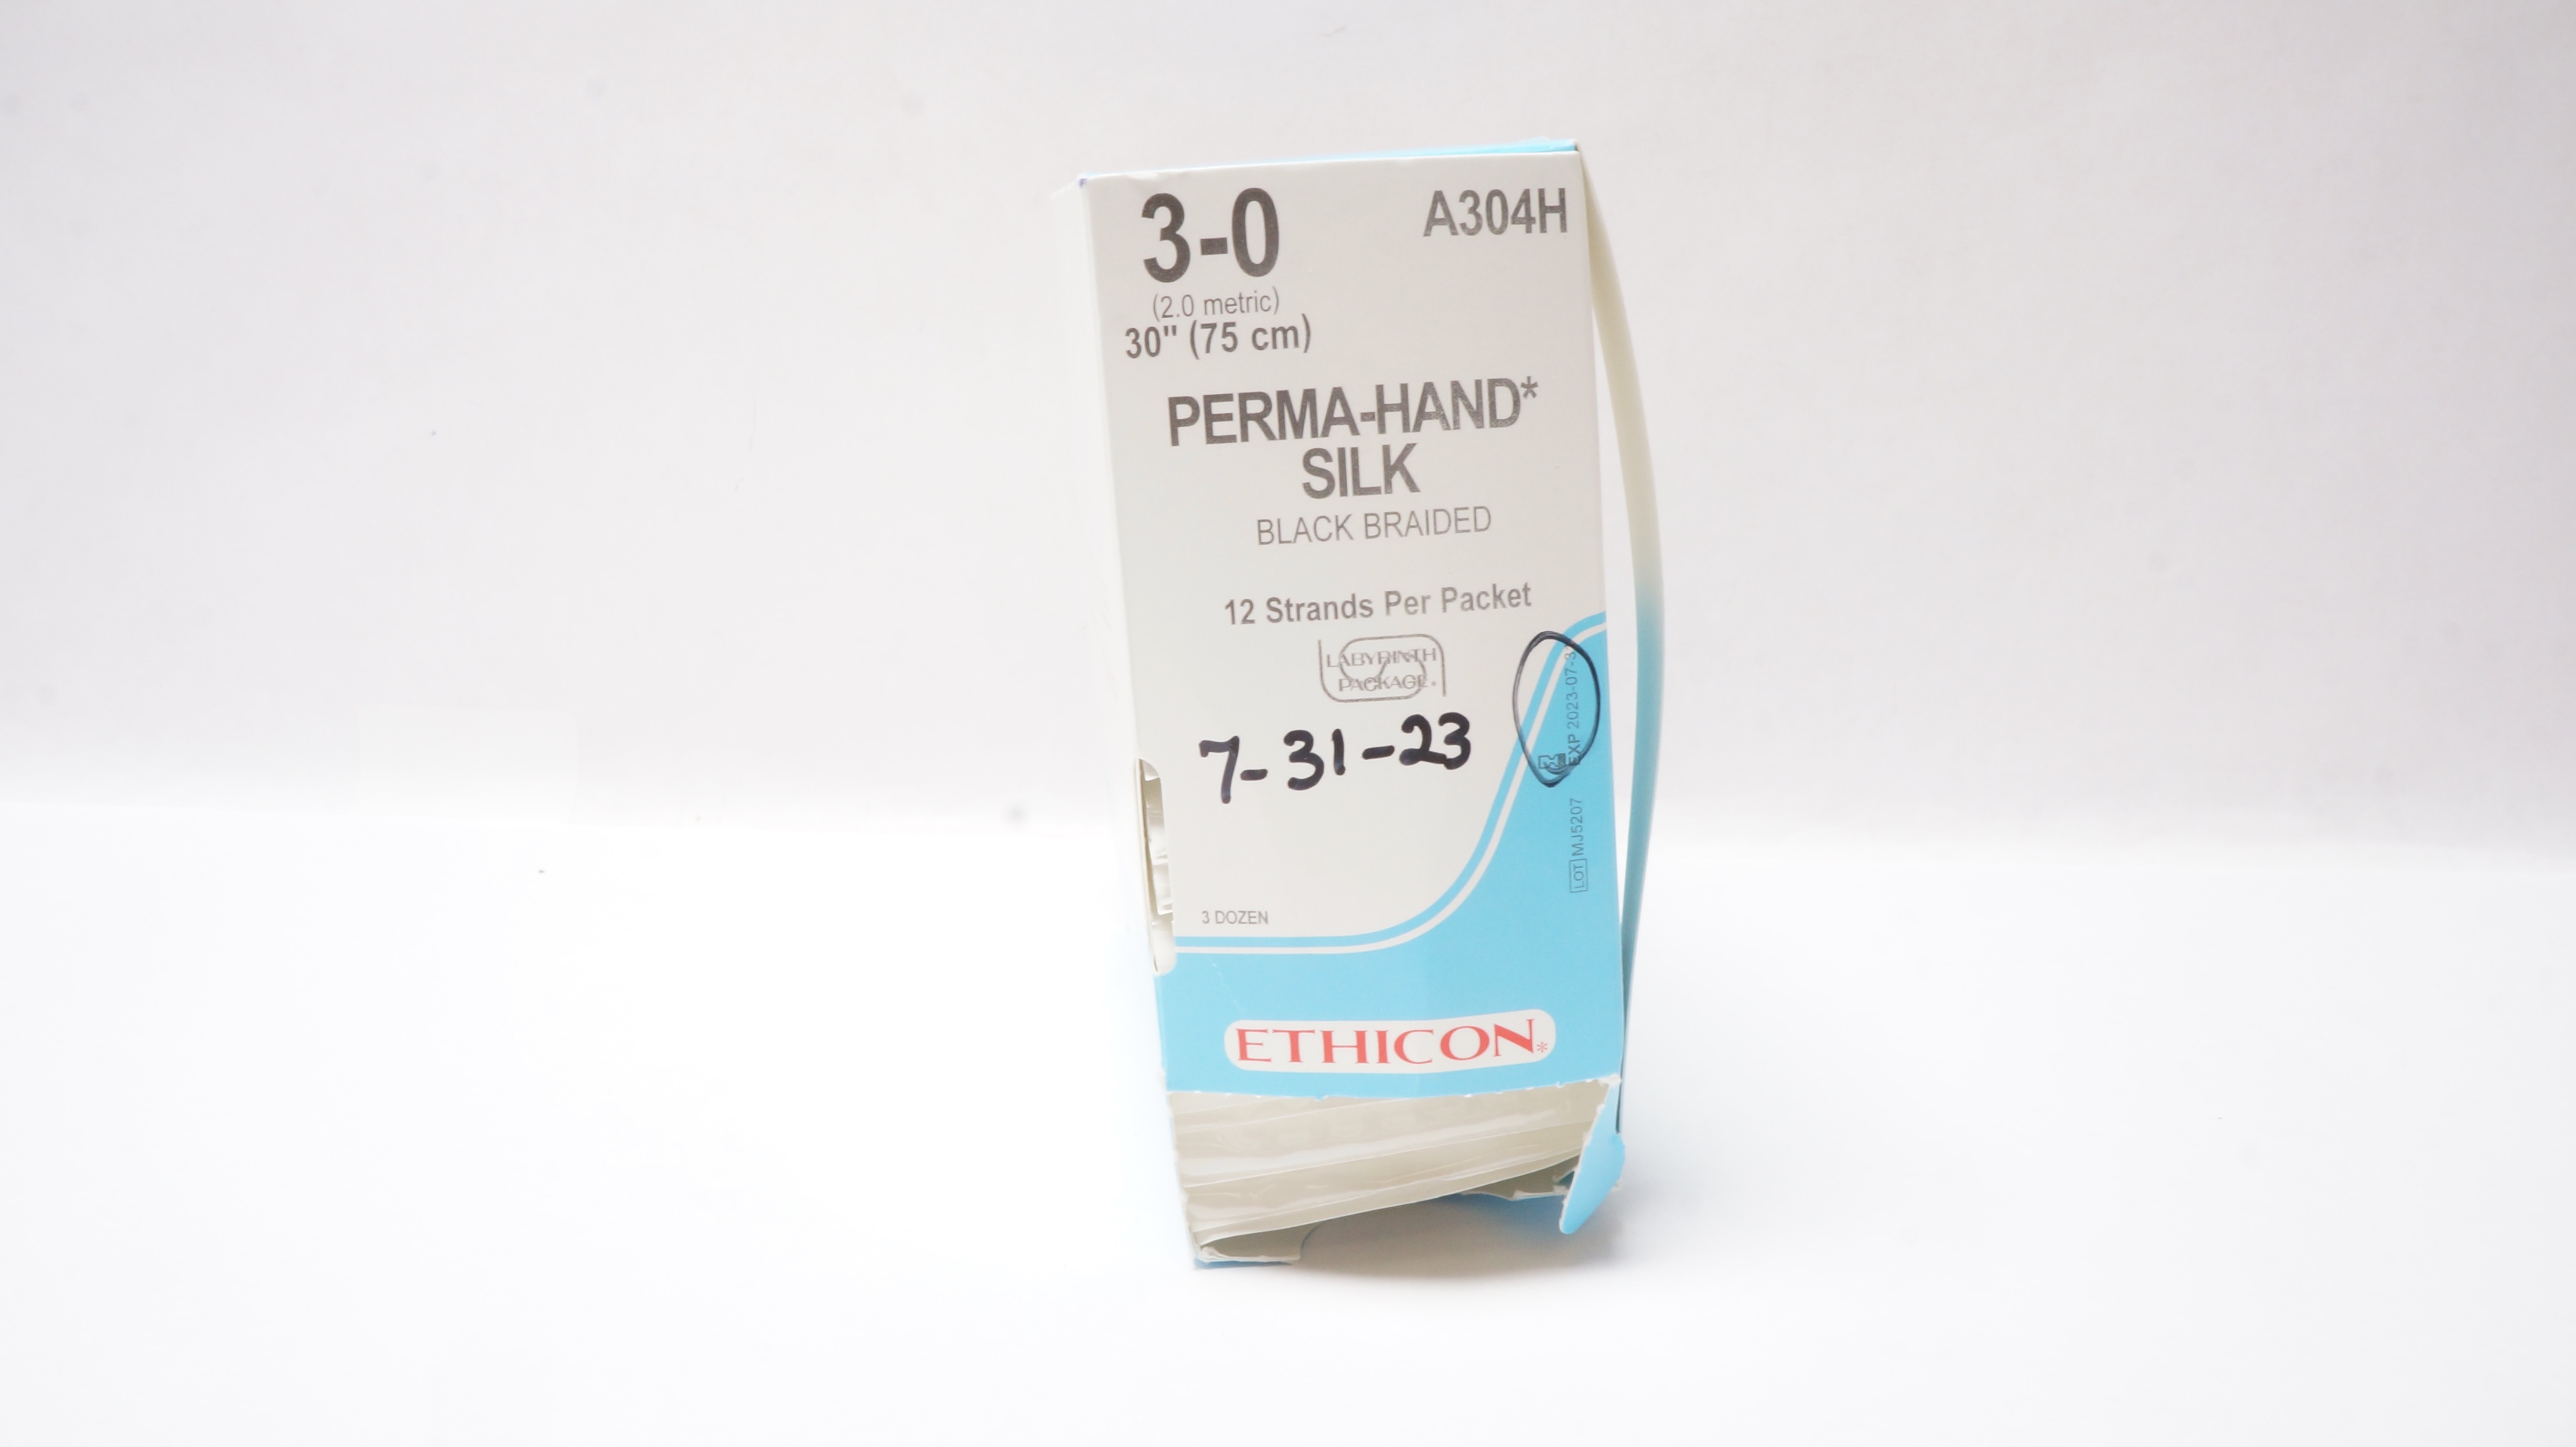 3-0
A304H
(2.0 metric)
30" (75 cm)
PERMA-HAND*
SILK
BLACK BRAIDED
12 Strands Per Packet
LABYRINTH
PACKAGE
7-31-23
EXP 2023-07-3
LOT MJ5207
3 DOZEN
ETHICON*